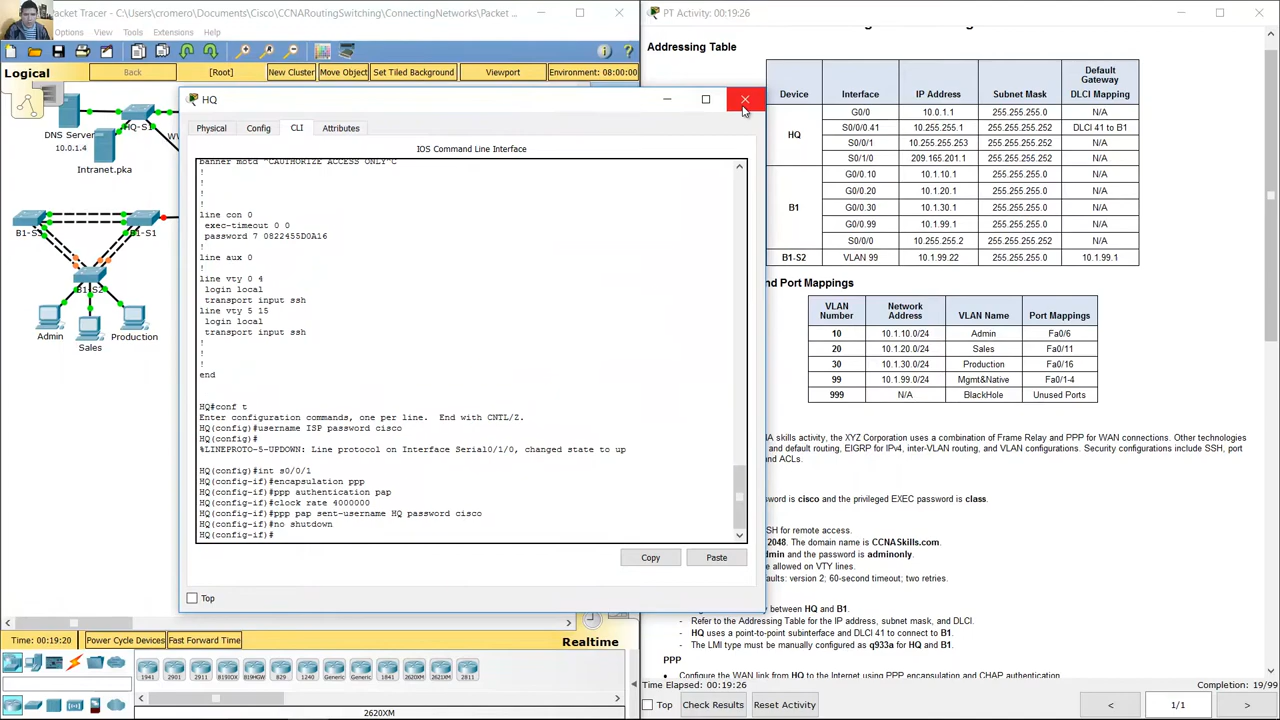 Packet Tracer - C:\Users\cromero\Documents\Cisco\CCNARoutingSwitching\ConnectingNetworks\Packet ...
Options View Tools Extensions Help
Logical Back [Root] New Cluster Move Object Set Tiled Background Viewport Environment: 08:00:00
DNS Server
10.0.1.4
HQ-S1
Intranet.pka
B1-S1
B1-S2
Admin
Sales
Production
HQ
Physical Config CLI Attributes
IOS Command Line Interface
banner motd ^CAUTHORIZE ACCESS ONLY^C
!
!
!
!
line con 0
exec-timeout 0 0
password 7 0822455D0A16
!
line aux 0
!
line vty 0 4
login local
transport input ssh
line vty 5 15
login local
transport input ssh
!
!
!
end
HQ#conf t
Enter configuration commands, one per line. End with CNTL/Z.
HQ(config)#username ISP password cisco
HQ(config)#
%LINEPROTO-5-UPDOWN: Line protocol on Interface Serial0/1/0, changed state to up
HQ(config)#int s0/0/1
HQ(config-if)#encapsulation ppp
HQ(config-if)#ppp authentication pap
HQ(config-if)#clock rate 4000000
HQ(config-if)#ppp pap sent-username HQ password cisco
HQ(config-if)#no shutdown
HQ(config-if)#
Copy Paste
Top
Time: 00:19:20 Power Cycle Devices Fast Forward Time Realtime
1941 2901 2911 819IOX 819HGW 829 1240 Generic Generic 1841 2620XM 2621XM 2811
2620XM
PT Activity: 00:19:26
Addressing Table
Device Interface IP Address Subnet Mask Default Gateway DLCI Mapping
HQ G0/0 10.0.1.1 255.255.255.0 N/A
S0/0/0.41 10.255.255.1 255.255.255.252 DLCI 41 to B1
S0/0/1 10.255.255.253 255.255.255.252 N/A
S0/1/0 209.165.201.1 255.255.255.252 N/A
B1 G0/0.10 10.1.10.1 255.255.255.0 N/A
G0/0.20 10.1.20.1 255.255.255.0 N/A
G0/0.30 10.1.30.1 255.255.255.0 N/A
G0/0.99 10.1.99.1 255.255.255.0 N/A
S0/0/0 10.255.255.2 255.255.255.252 N/A
B1-S2 VLAN 99 10.1.99.22 255.255.255.0 10.1.99.1
nd Port Mappings
VLAN Number Network Address VLAN Name Port Mappings
10 10.1.10.0/24 Admin Fa0/6
20 10.1.20.0/24 Sales Fa0/11
30 10.1.30.0/24 Production Fa0/16
99 10.1.99.0/24 Mgmt&Native Fa0/1-4
999 N/A BlackHole Unused Ports
A skills activity, the XYZ Corporation uses a combination of Frame Relay and PPP for WAN connections. Other technologies
and default routing, EIGRP for IPv4, inter-VLAN routing, and VLAN configurations. Security configurations include SSH, port
and ACLs.
ssword is cisco and the privileged EXEC password is class.
SH for remote access.
2048. The domain name is CCNASkills.com.
dmin and the password is adminonly.
e allowed on VTY lines.
faults: version 2; 60-second timeout; two retries.
y between HQ and B1.
- Refer to the Addressing Table for the IP address, subnet mask, and DLCI.
- HQ uses a point-to-point subinterface and DLCI 41 to connect to B1.
- The LMI type must be manually configured as q933a for HQ and B1.
PPP
• Configure the WAN link from HQ to the Internet using PPP encapsulation and CHAP authentication.
Time Elapsed: 00:19:26 Completion: 19/99
Top Check Results Reset Activity < 1/1 >